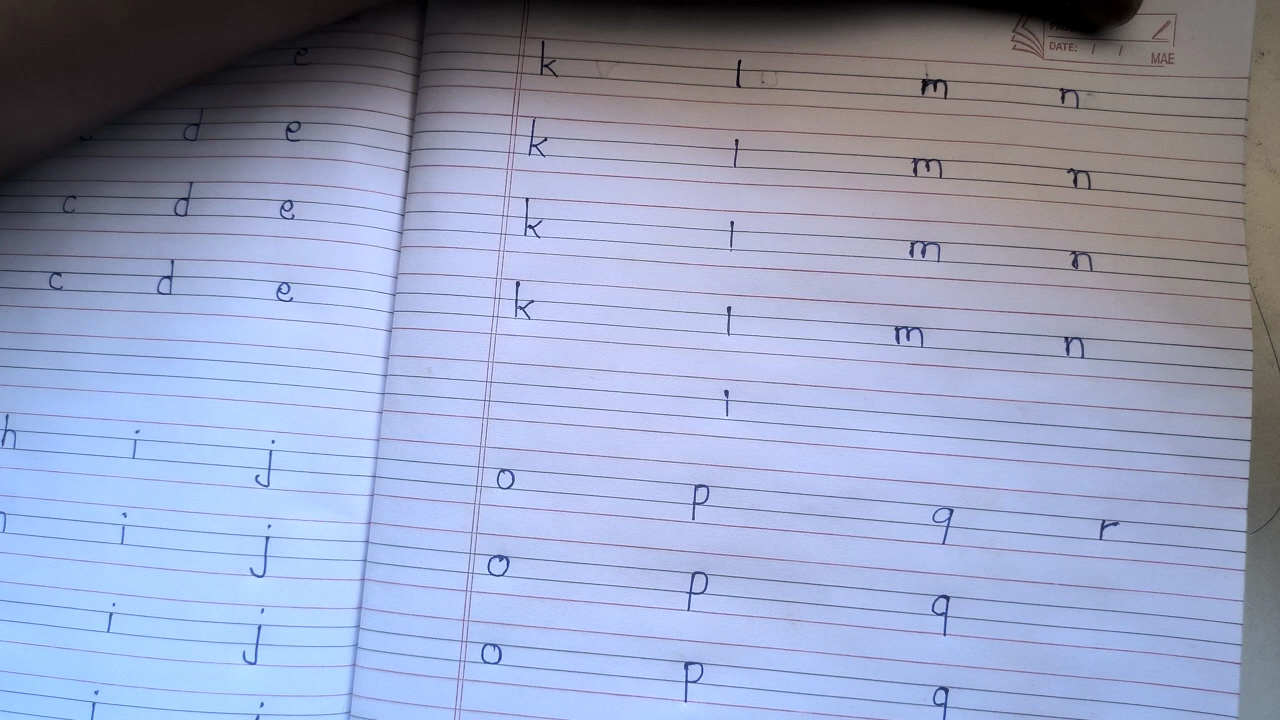 e
d e
c d e
c d e
h i j
i j
i j
i j
DATE: / /
MAE
k l m n
k l m n
k l m n
k l m n
i
o p q r
o p q
o p q